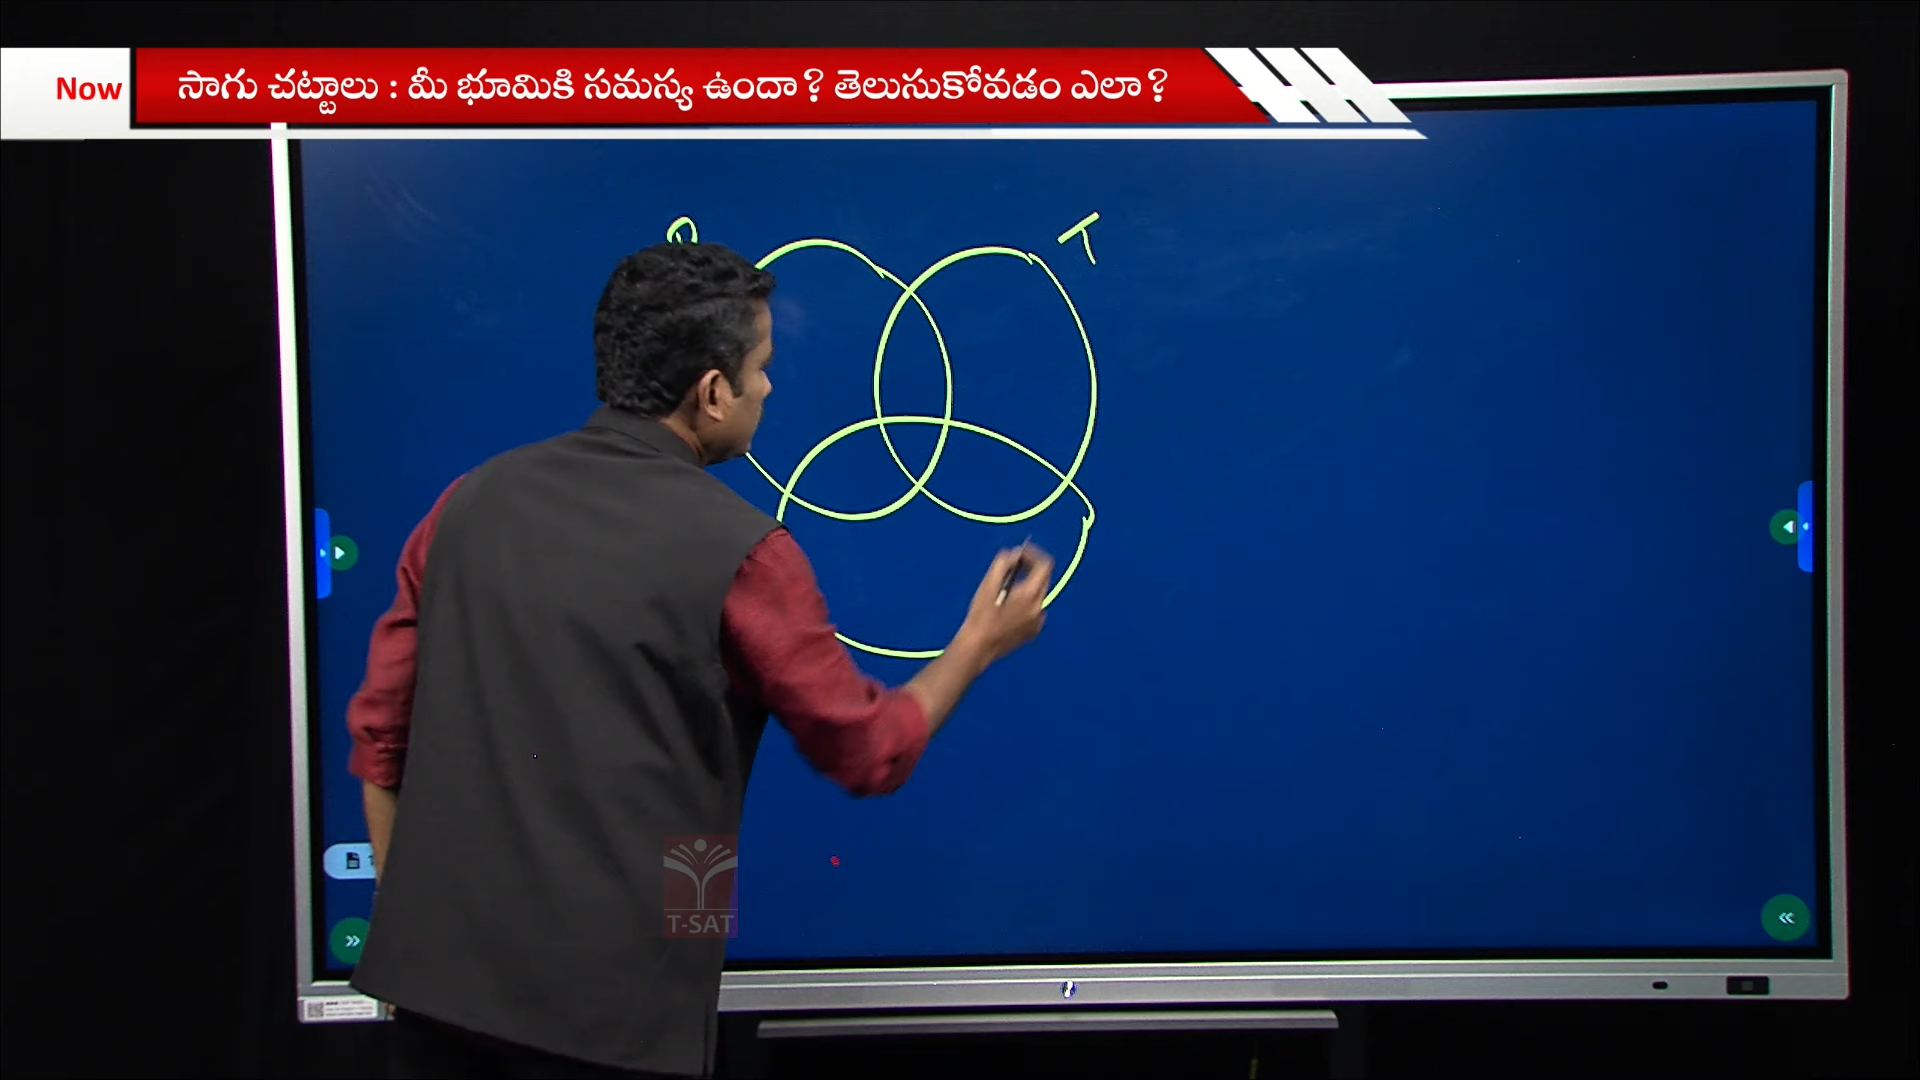 Now
సాగు చట్టాలు : మీ భూమికి సమస్య ఉందా? తెలుసుకోవడం ఎలా?
T
T-SAT